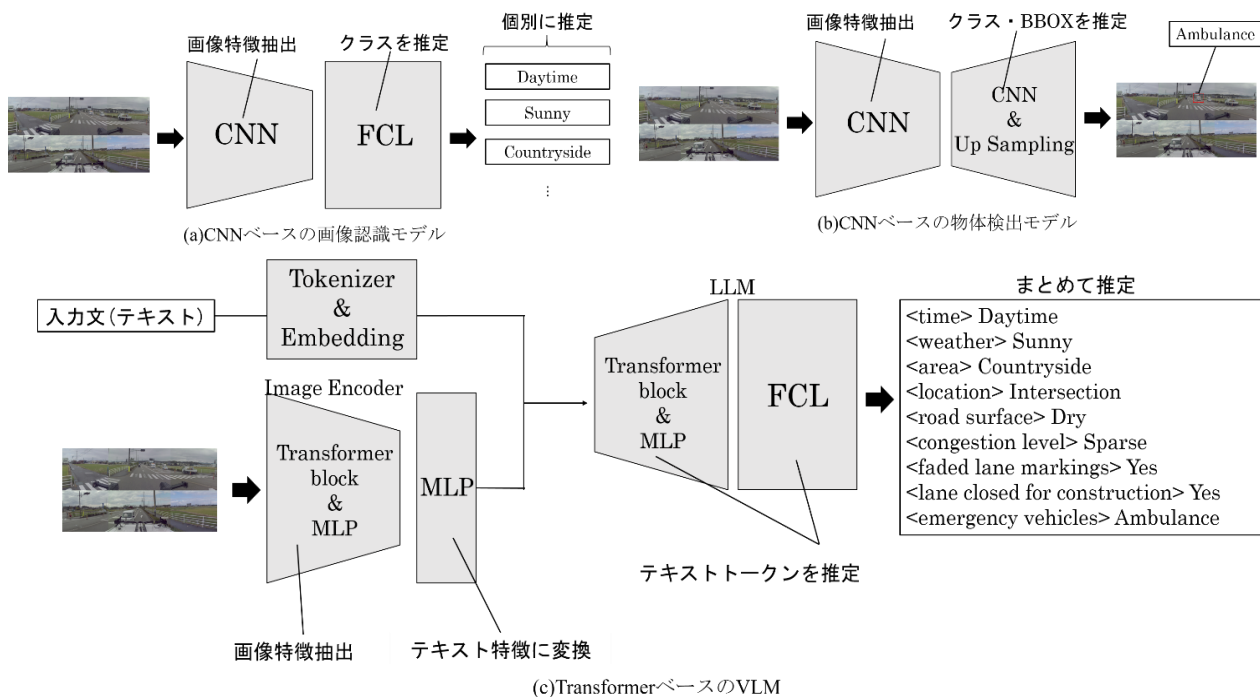 画像特徴抽出
クラスを推定
個別に推定
CNN
FCL
Daytime
Sunny
Countryside
⋮
(a)CNNベースの画像認識モデル
画像特徴抽出
クラス・BBOXを推定
Ambulance
CNN
CNN
&
Up Sampling
(b)CNNベースの物体検出モデル
入力文(テキスト)
Tokenizer
&
Embedding
Image Encoder
Transformer
block
&
MLP
MLP
画像特徴抽出
テキスト特徴に変換
LLM
Transformer
block
&
MLP
FCL
テキストトークンを推定
まとめて推定
<time> Daytime
<weather> Sunny
<area> Countryside
<location> Intersection
<road surface> Dry
<congestion level> Sparse
<faded lane markings> Yes
<lane closed for construction> Yes
<emergency vehicles> Ambulance
(c)TransformerベースのVLM